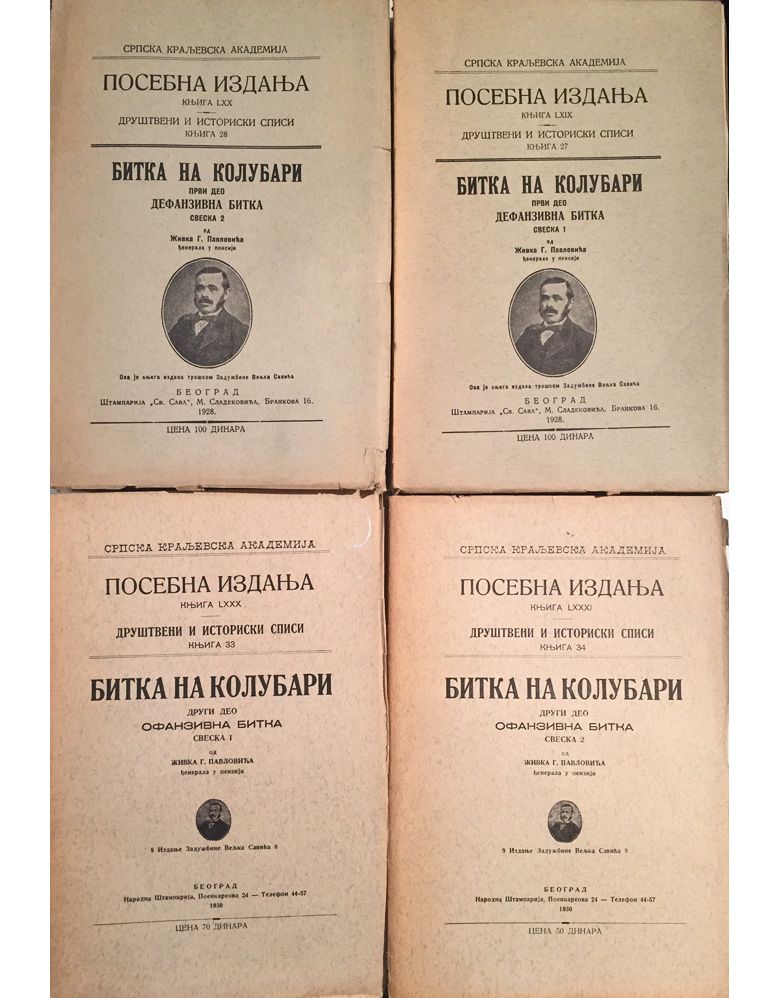 СРПСКА КРАЉЕВСКА АКАДЕМИЈА
ПОСЕБНА ИЗДАЊА
КЊИГА LXX
ДРУШТВЕНИ И ИСТОРИСКИ СПИСИ
КЊИГА 28
БИТКА НА КОЛУБАРИ
ПРВИ ДЕО
ДЕФАНЗИВНА БИТКА
СВЕСКА 2
од
Живка Г. Павловића
ђенерала у пенсији
Ова је књига издана трошком Задужбине Вељка Савића
БЕОГРАД
Штампарија „Св. Сава“, М. Сладековића, Бранкова 16.
1928.
ЦЕНА 100 ДИНАРА
СРПСКА КРАЉЕВСКА АКАДЕМИЈА
ПОСЕБНА ИЗДАЊА
КЊИГА LXIX
ДРУШТВЕНИ И ИСТОРИСКИ СПИСИ
КЊИГА 27
БИТКА НА КОЛУБАРИ
ПРВИ ДЕО
ДЕФАНЗИВНА БИТКА
СВЕСКА 1
од
Живка Г. Павловића
ђенерала у пенсији
Ова је књига издана трошком Задужбине Вељка Савића
БЕОГРАД
Штампарија „Св. Сава“, М. Сладековића, Бранкова 16.
1928.
ЦЕНА 100 ДИНАРА
СРПСКА КРАЉЕВСКА АКАДЕМИЈА
ПОСЕБНА ИЗДАЊА
КЊИГА LXXX
ДРУШТВЕНИ И ИСТОРИСКИ СПИСИ
КЊИГА 33
БИТКА НА КОЛУБАРИ
ДРУГИ ДЕО
ОФАНЗИВНА БИТКА
СВЕСКА 1
од
ЖИВКА Г. ПАВЛОВИЋА
ђенерала у пензији
8 Издање Задужбине Вељка Савића 8
БЕОГРАД
Народна Штампарија, Поенкареова 24 — Телефон 44-57
1930
ЦЕНА 70 ДИНАРА
СРПСКА КРАЉЕВСКА АКАДЕМИЈА
ПОСЕБНА ИЗДАЊА
КЊИГА LXXXI
ДРУШТВЕНИ И ИСТОРИСКИ СПИСИ
КЊИГА 34
БИТКА НА КОЛУБАРИ
ДРУГИ ДЕО
ОФАНЗИВНА БИТКА
СВЕСКА 2
од
ЖИВКА Г. ПАВЛОВИЋА
ђенерала у пензији
9 Издање Задужбине Вељка Савића 9
БЕОГРАД
Народна Штампарија, Поенкареова 24 — Телефон 44-57
1930
ЦЕНА 50 ДИНАРА